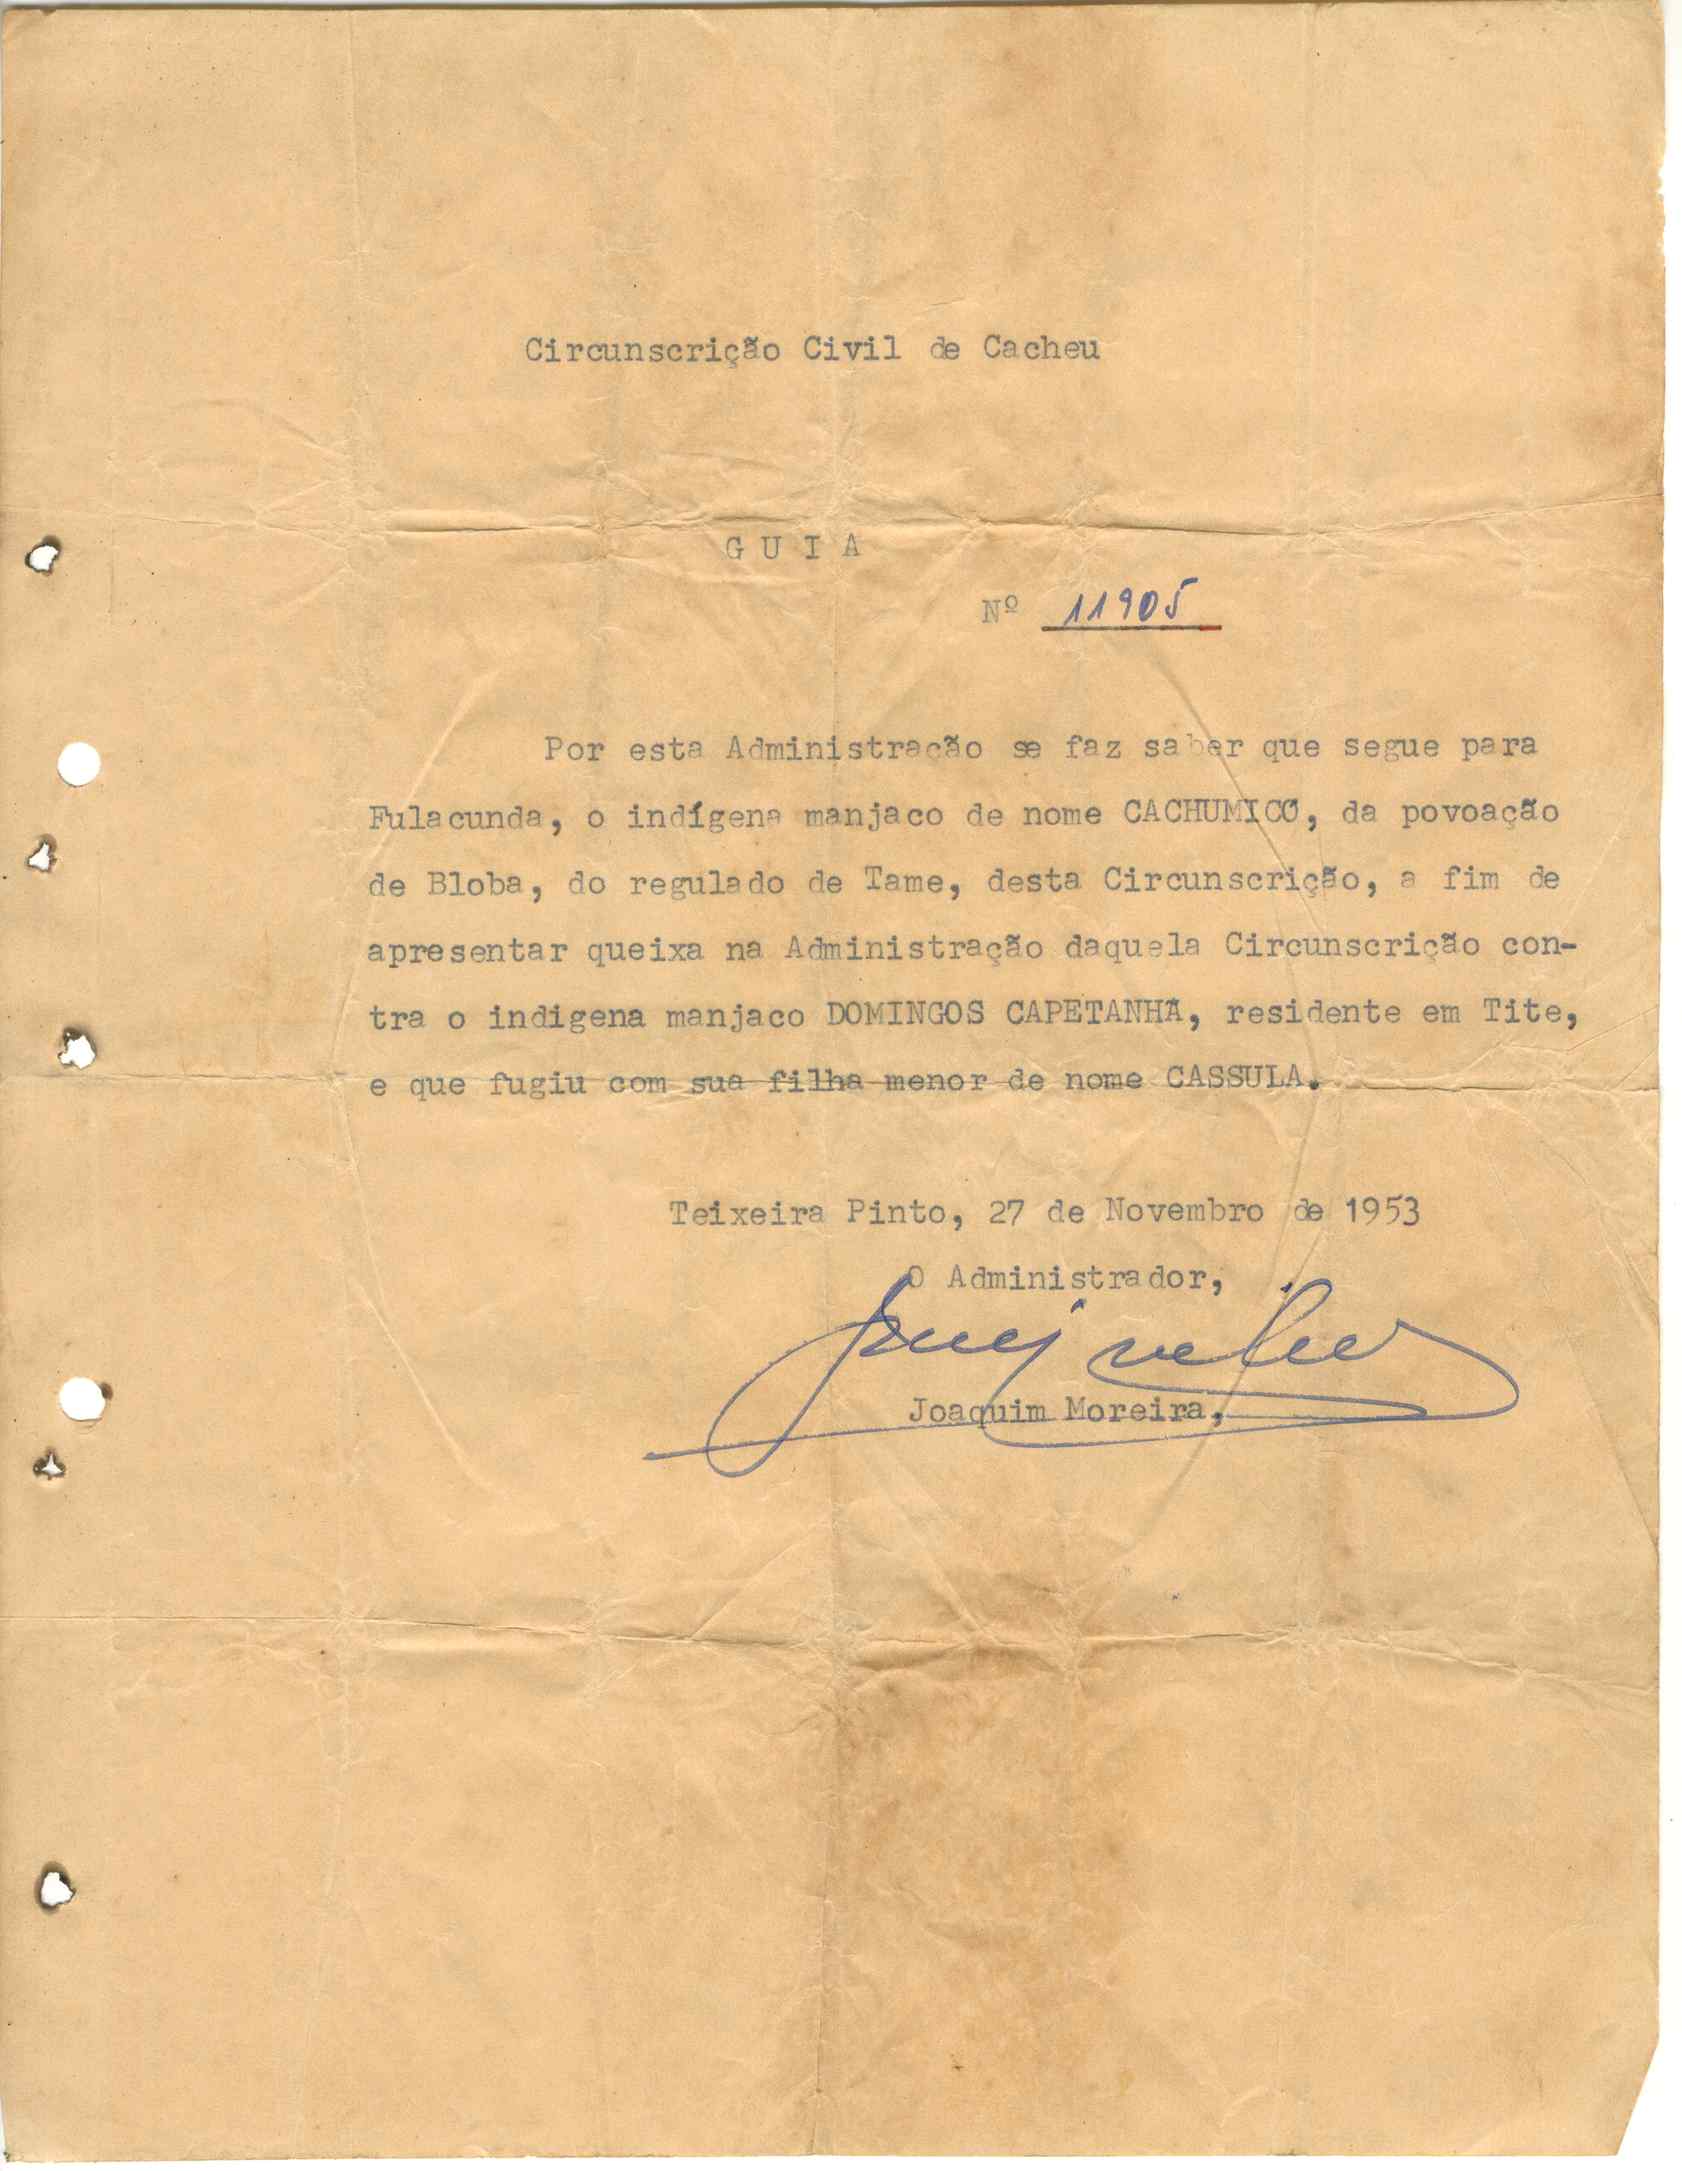 Circunscrição Civil de Cacheu
G U I A
Nº 11905
Por esta Administração se faz saber que segue para
Fulacunda, o indígena manjaco de nome CACHUMICÓ, da povoação
de Bloba, do regulado de Tame, desta Circunscrição, a fim de
apresentar queixa na Administração daquela Circunscrição con-
tra o indigena manjaco DOMINGOS CAPETANHÃ, residente em Tite,
e que fugiu com sua filha menor de nome CASSULA.
Teixeira Pinto, 27 de Novembro de 1953
O Administrador,
Joaquim Moreira,